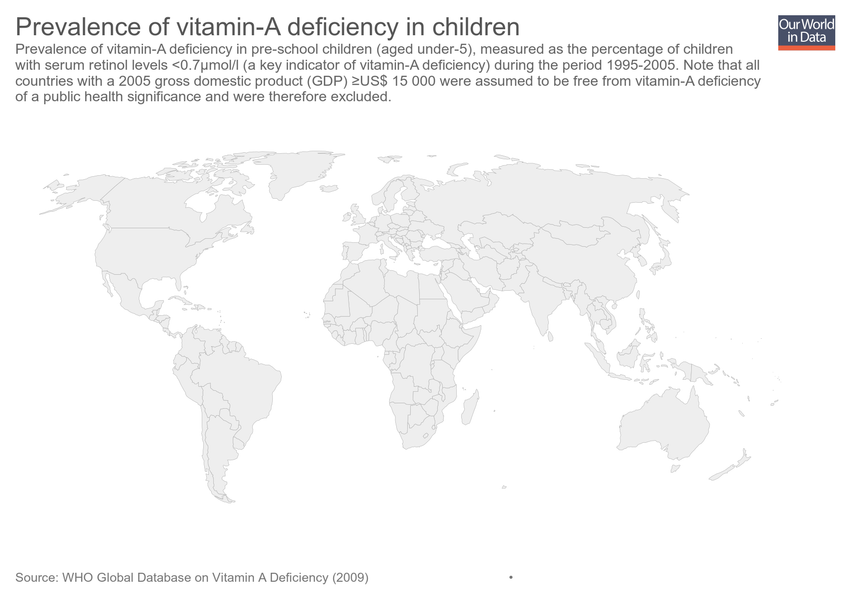 Prevalence of vitamin-A deficiency in children
Our World
in Data
Prevalence of vitamin-A deficiency in pre-school children (aged under-5), measured as the percentage of children
with serum retinol levels <0.7µmol/l (a key indicator of vitamin-A deficiency) during the period 1995-2005. Note that all
countries with a 2005 gross domestic product (GDP) ≥US$ 15 000 were assumed to be free from vitamin-A deficiency
of a public health significance and were therefore excluded.
Source: WHO Global Database on Vitamin A Deficiency (2009) •